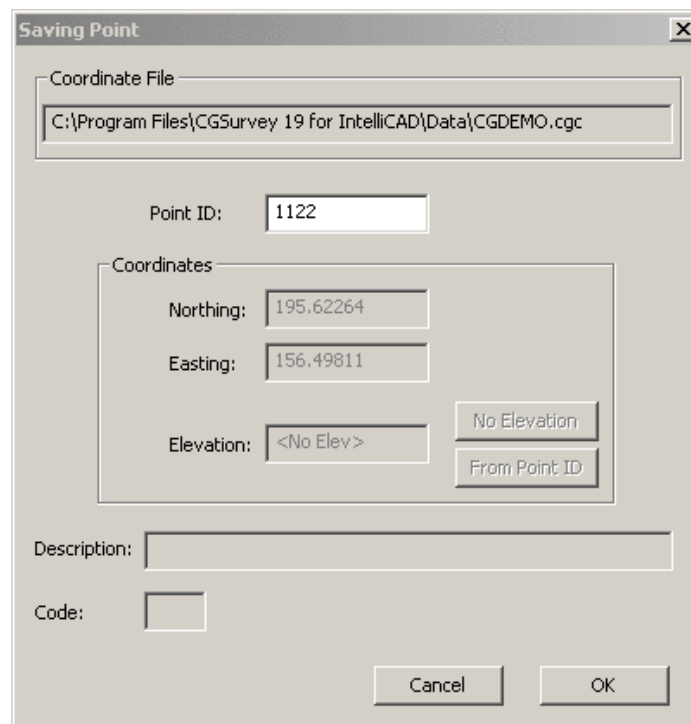 Saving Point
Coordinate File
C:\Program Files\CGSurvey 19 for IntelliCAD\Data\CGDEMO.cgc
Point ID: 1122
Coordinates
Northing: 195.62264
Easting: 156.49811
No Elevation
Elevation: <No Elev>
From Point ID
Description:
Code:
Cancel OK